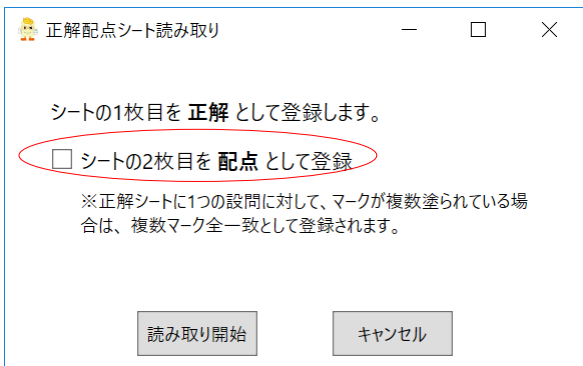 正解配点シート読み取り
シートの1枚目を 正解 として登録します。
シートの2枚目を 配点 として登録
※正解シートに1つの設問に対して、マークが複数塗られている場
合は、複数マーク全一致として登録されます。
読み取り開始
キャンセル